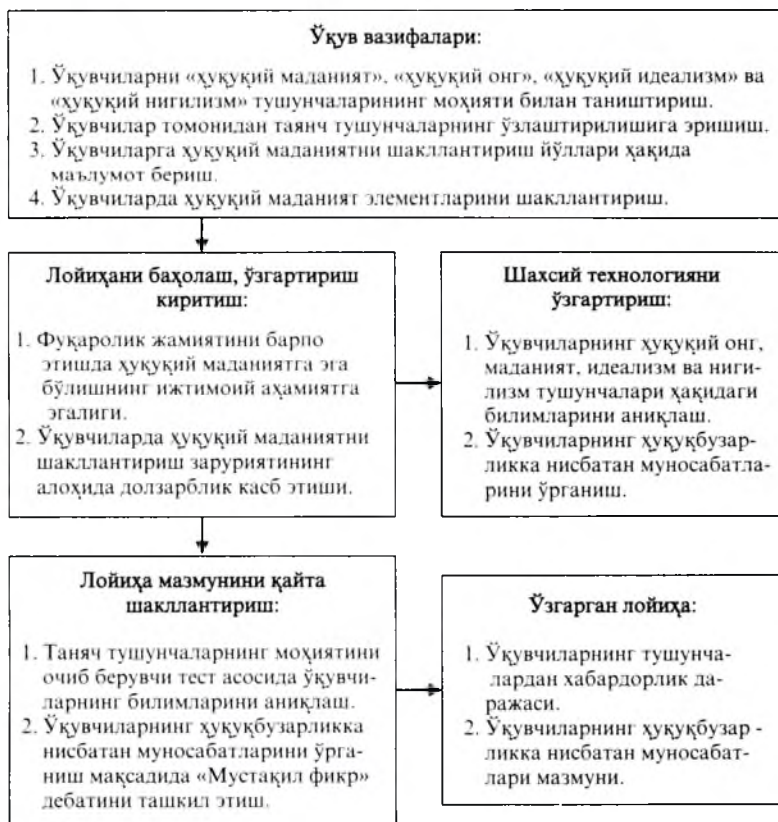 Ўқув вазифалари:
1. Ўқувчиларни «ҳуқуқий маданият», «ҳуқуқий онг», «ҳуқуқий идеализм» ва
«ҳуқуқий нигилизм» тушунчаларининг моҳияти билан таништириш.
2. Ўқувчилар томонидан таянч тушунчаларнинг ўзлаштирилишига эришиш.
3. Ўқувчиларга ҳуқуқий маданиятни шакллантириш йўллари ҳақида
маълумот бериш.
4. Ўқувчиларда ҳуқуқий маданият элементларини шакллантириш.
Лойиҳани баҳолаш, ўзгартириш
киритиш:
1. Фуқаролик жамиятини барпо
этишда ҳуқуқий маданиятга эга
бўлишнинг ижтимоий аҳамиятга
эгалиги.
2. Ўқувчиларда ҳуқуқий маданиятни
шакллантириш заруриятининг
алоҳида долзарблик касб этиши.
Шахсий технологияни
ўзгартириш:
1. Ўқувчиларнинг ҳуқуқий онг,
маданият, идеализм ва ниги-
лизм тушунчалари ҳақидаги
билимларини аниқлаш.
2. Ўқувчиларнинг ҳуқуқбузар-
ликка нисбатан муносабатла-
рини ўрганиш.
Лойиҳа мазмунини қайта
шакллантириш:
1. Таняч тушунчаларнинг моҳиятини
очиб берувчи тест асосида ўқувчи-
ларнинг билимларини аниқлаш.
2. Ўқувчиларнинг ҳуқуқбузарликка
нисбатан муносабатларини ўрга-
ниш мақсадида «Мустақил фикр»
дебатини ташкил этиш.
Ўзгарган лойиҳа:
1. Ўқувчиларнинг тушунча-
лардан хабардорлик да-
ражаси.
2. Ўқувчиларнинг ҳуқуқбузар -
ликка нисбатан муносабат-
лари мазмуни.